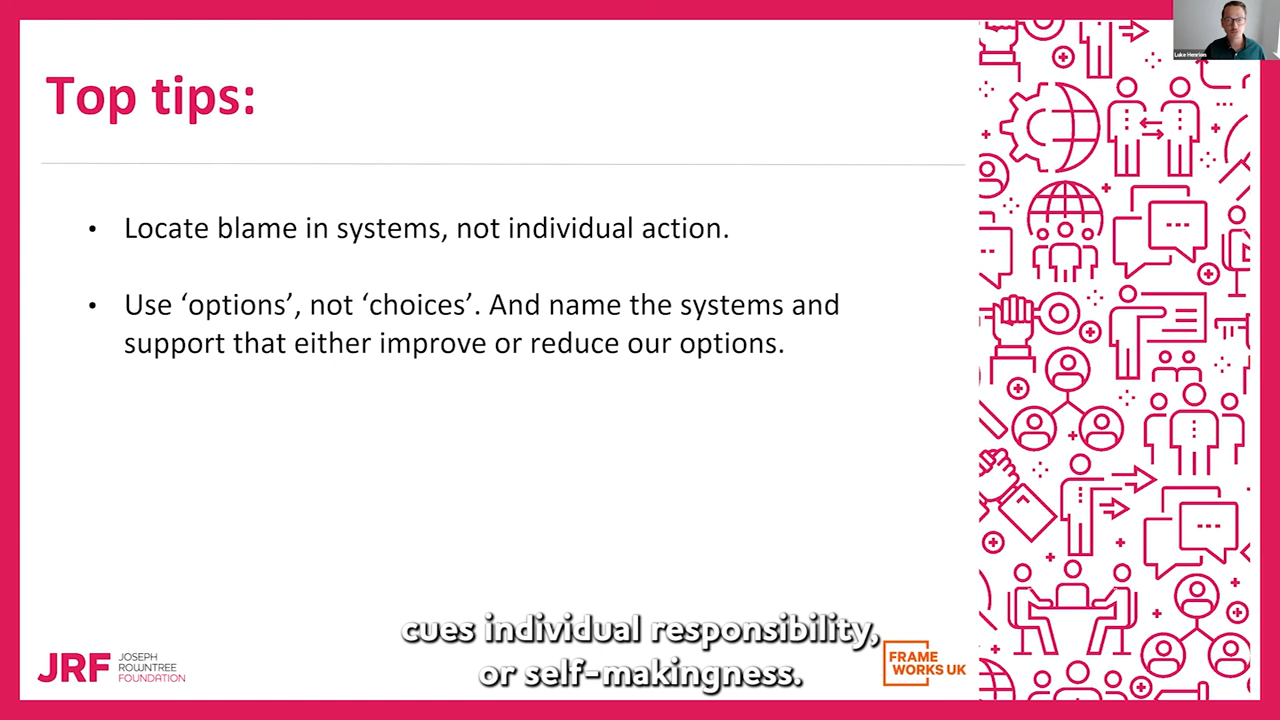 Luke Henrion
Top tips:
• Locate blame in systems, not individual action.
• Use ‘options’, not ‘choices’. And name the systems and
support that either improve or reduce our options.
cues individual responsibility,
or self-makingness.
JRF
JOSEPH
ROWNTREE
FOUNDATION
FRAME
WORKS UK